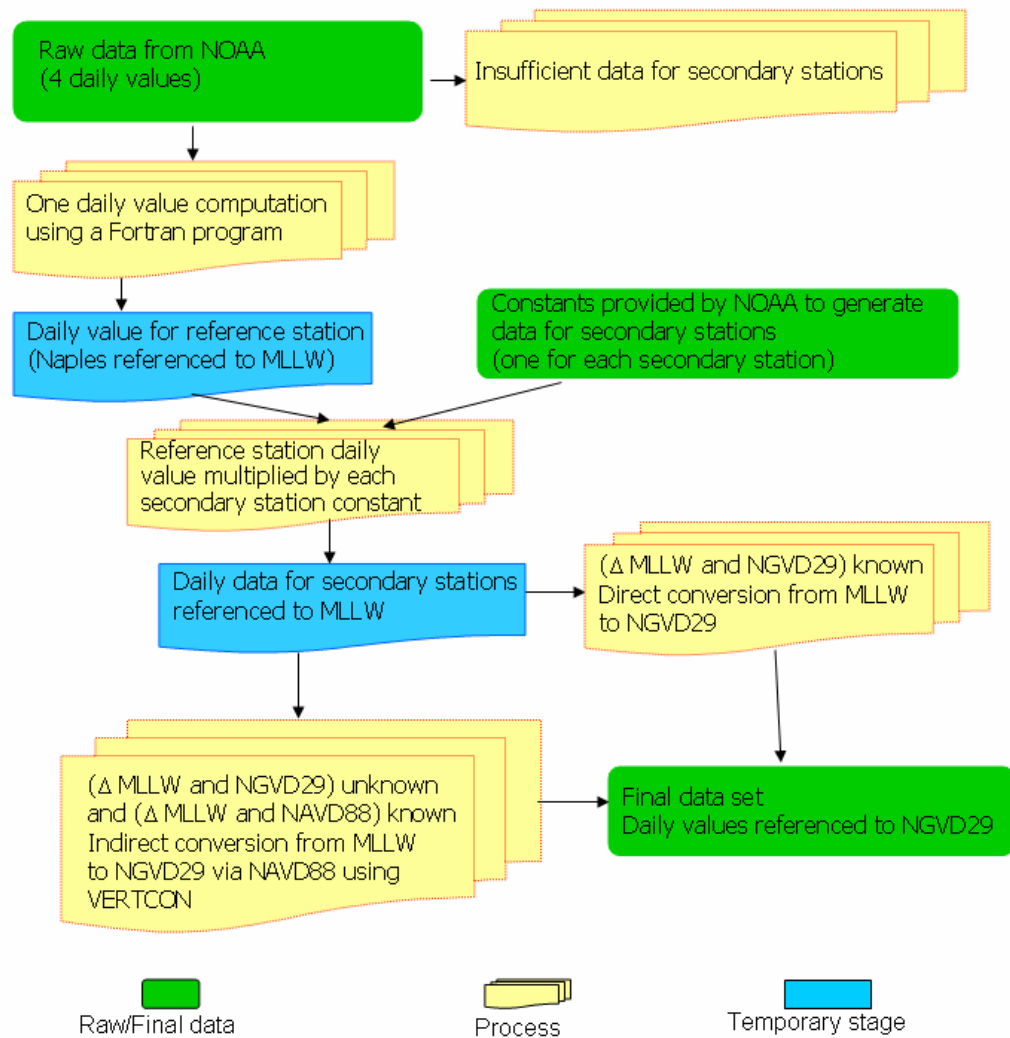 Raw data from NOAA
(4 daily values)
Insufficient data for secondary stations
One daily value computation
using a Fortran program
Daily value for reference station
(Naples referenced to MLLW)
Constants provided by NOAA to generate
data for secondary stations
(one for each secondary station)
Reference station daily
value multiplied by each
secondary station constant
Daily data for secondary stations
referenced to MLLW
(Δ MLLW and NGVD29) known
Direct conversion from MLLW
to NGVD29
(Δ MLLW and NGVD29) unknown
and (Δ MLLW and NAVD88) known
Indirect conversion from MLLW
to NGVD29 via NAVD88 using
VERTCON
Final data set
Daily values referenced to NGVD29
Raw/Final data
Process
Temporary stage